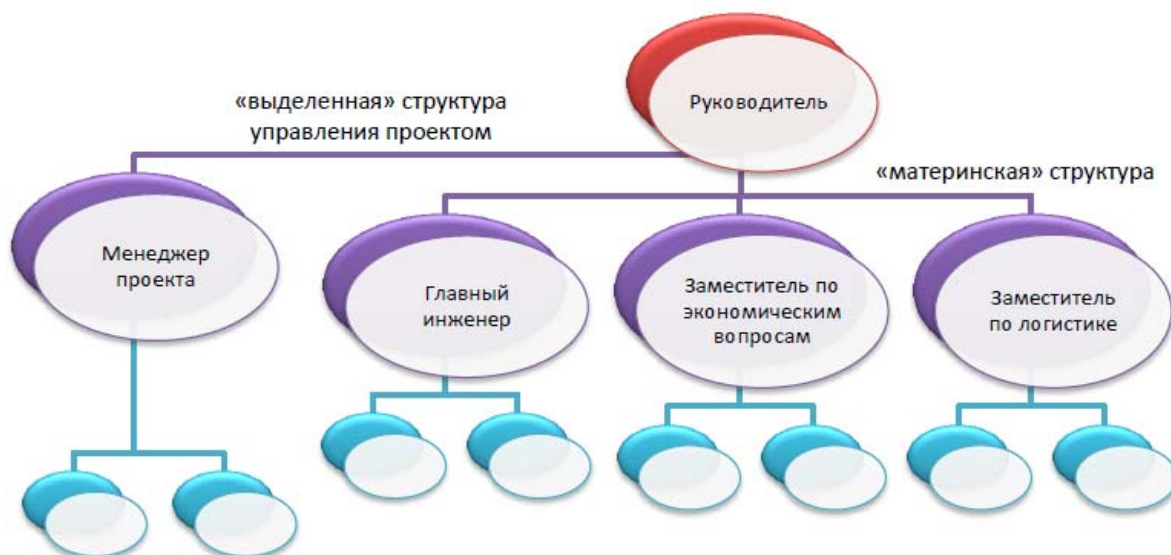 Руководитель
«выделенная» структура
управления проектом
«материнская» структура
Менеджер
проекта
Главный
инженер
Заместитель по
экономическим
вопросам
Заместитель
по логистике